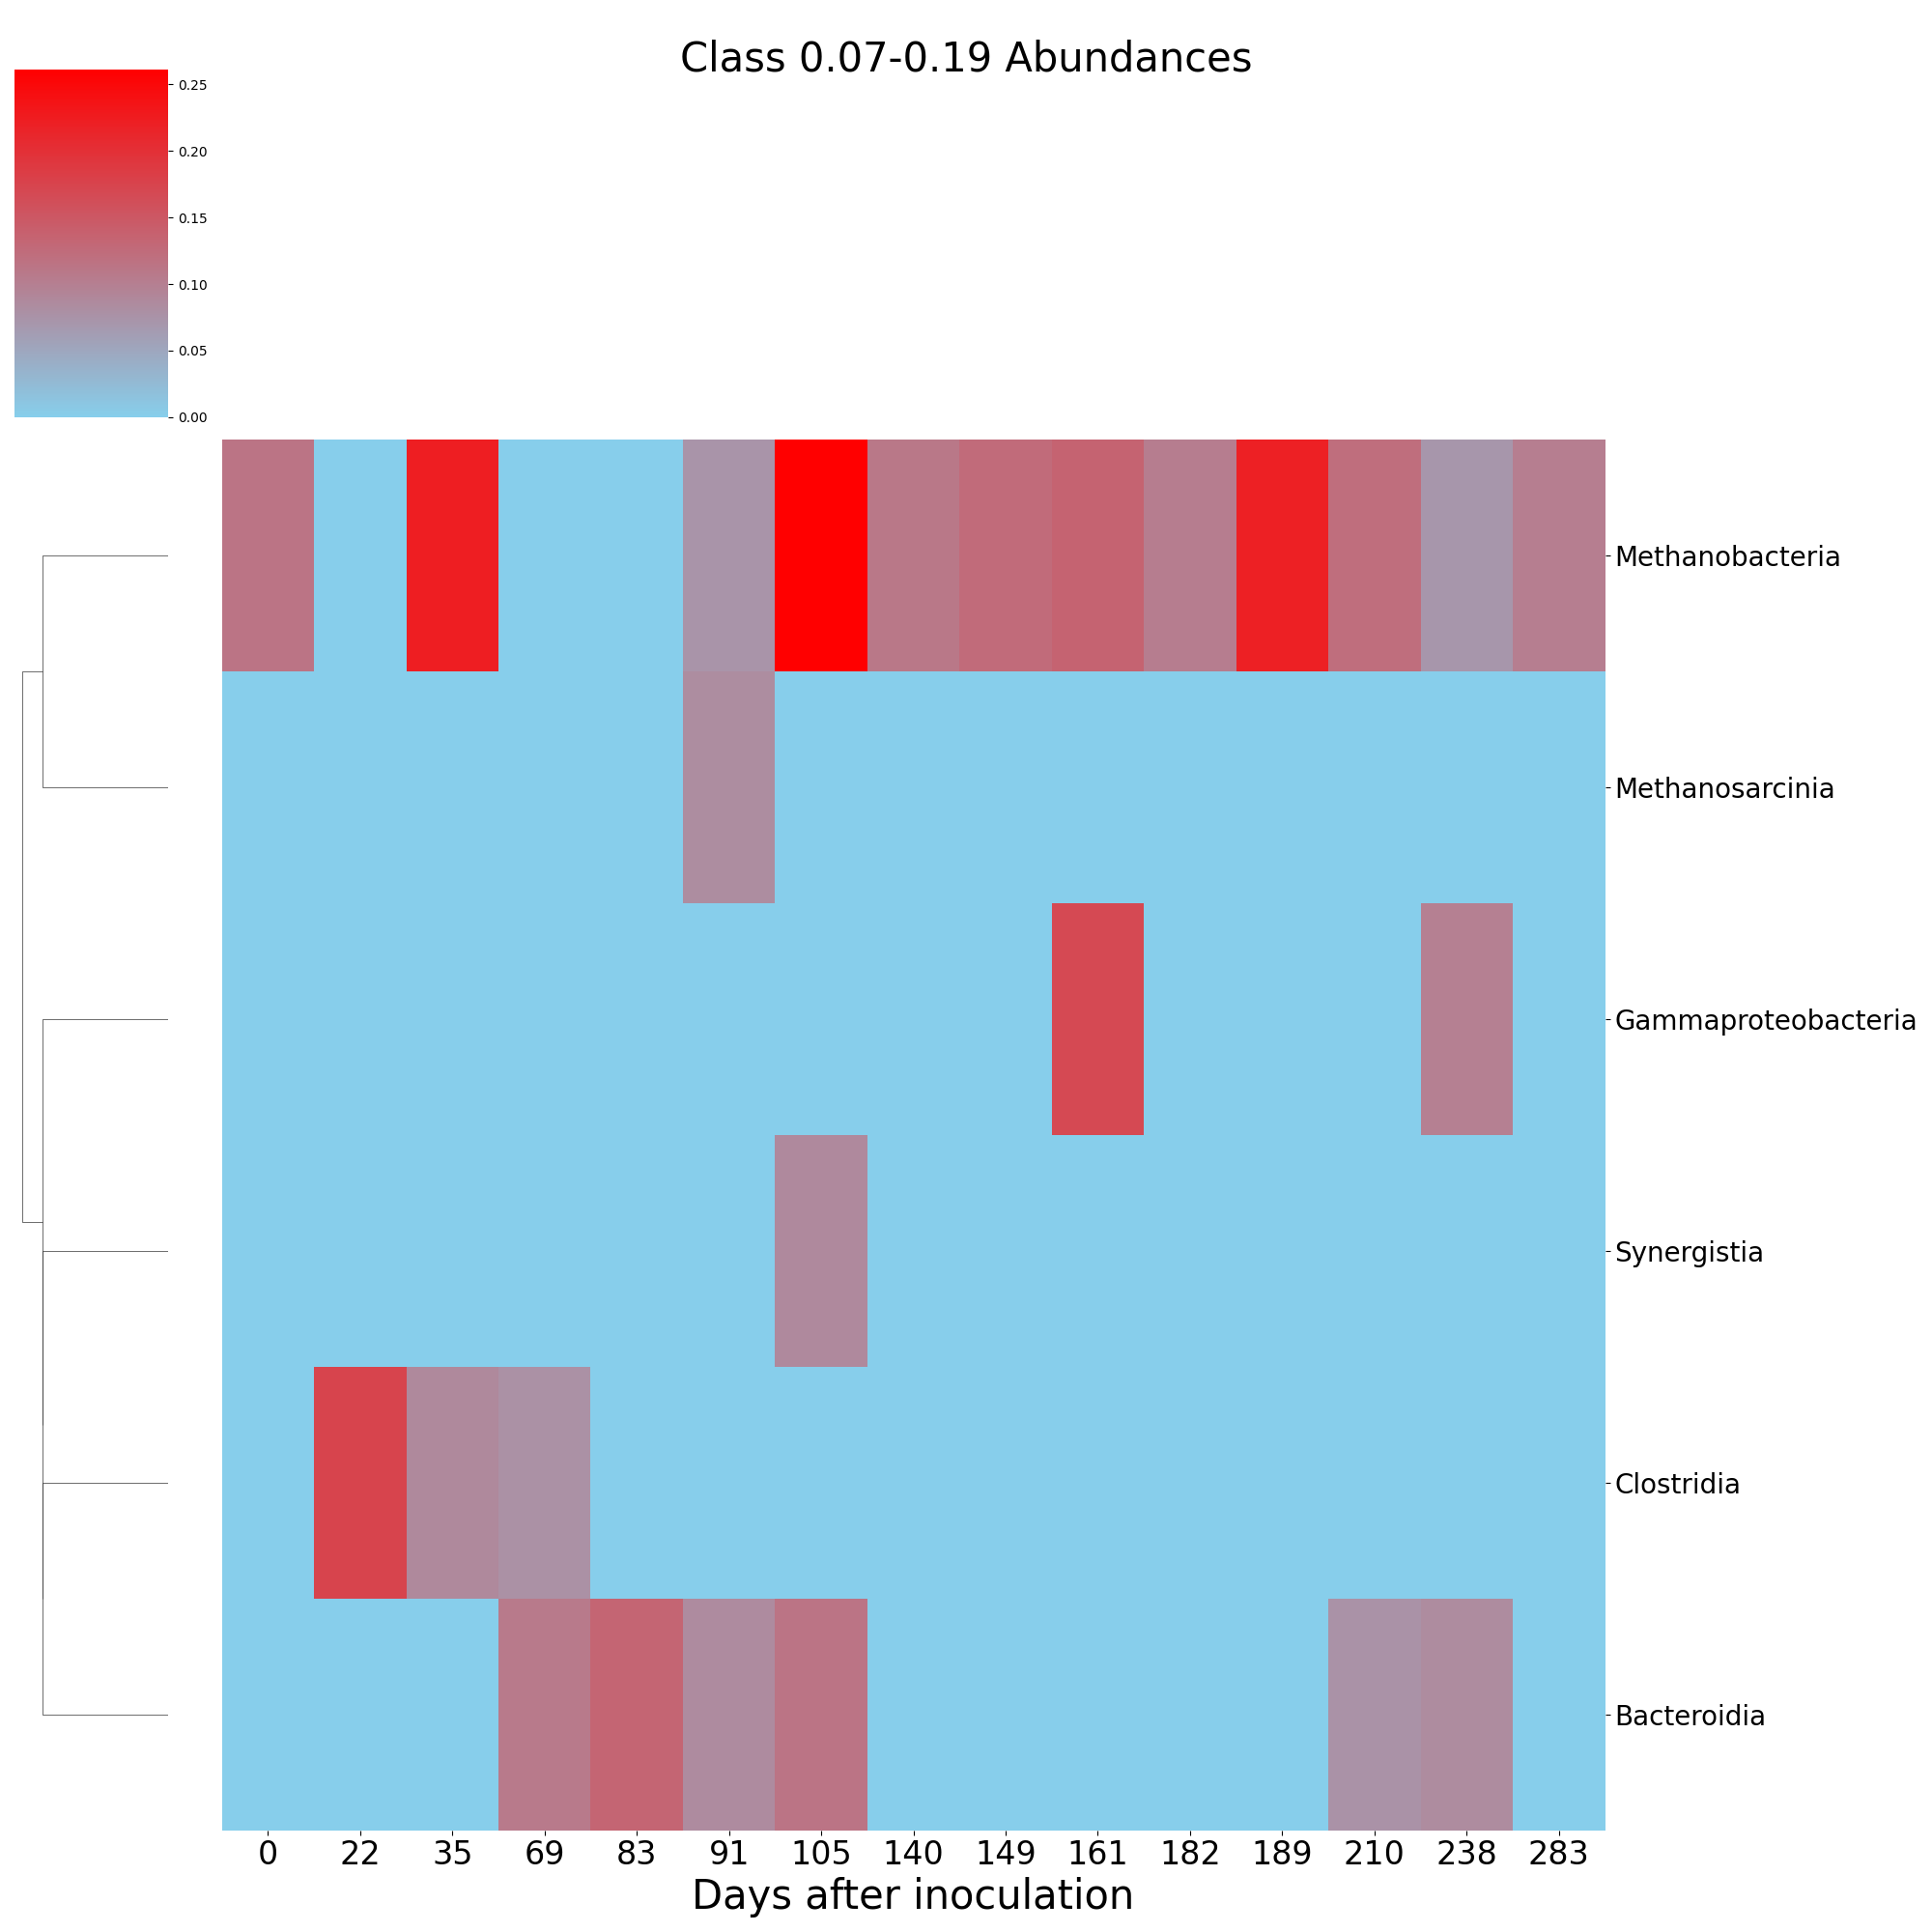 Class 0.07-0.19 Abundances
0.25
0.20
0.15
0.10
0.05
0.00
Methanobacteria
Methanosarcinia
Gammaproteobacteria
Synergistia
Clostridia
Bacteroidia
0 22 35 69 83 91 105 140 149 161 182 189 210 238 283
Days after inoculation